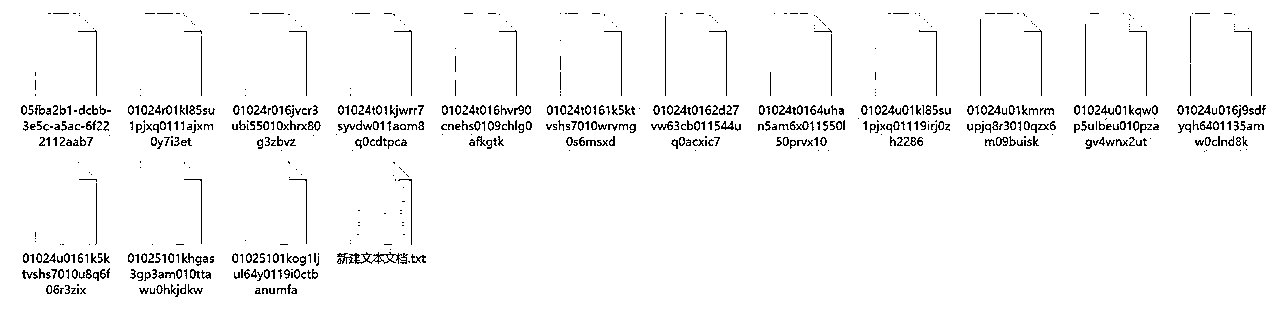 05fba2b1-dcbb-
3e5c-a5ac-6f22
2112aab7
01024r01kl85su
1pjxq0111ajxm
0y7i3et
01024r016jvcr3
ubi55010xhrx80
g3zbvz
01024t01kjwrr7
syvdw011aom8
q0cdtpca
01024t016hvr90
cnehs0109chlg0
afkgtk
01024t0161k5kt
vshs7010wrvmg
0s6msxd
01024t0162d27
vw63cb011544u
q0acxic7
01024t0164uha
n5am6x011550l
50prvx10
01024u01kl85su
1pjxq01119irj0z
h2286
01024u01kmrm
upjq8r3010qzx6
m09buisk
01024u01kqw0
p5ulbeu010pza
gv4wnx2ut
01024u016j9sdf
yqh6401135am
w0clnd8k
01024u0161k5k
tvshs7010u8q6f
06r3zix
01025101khgas
3gp3am010tta
wu0hkjdkw
01025101kog1lj
ul64y0119i0ctb
anumfa
新建文本文档.txt